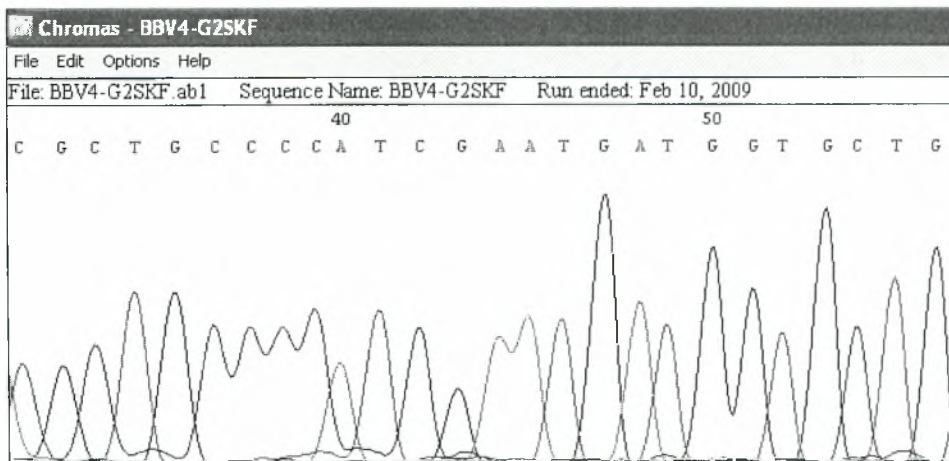 Chromas - BBV4-G2SKF
File Edit Options Help
File: BBV4-G2SKF.ab1 Sequence Name: BBV4-G2SKF Run ended: Feb 10, 2009
40 50
C G C T G C C C C A T C G A A T G A T G G T G C T G